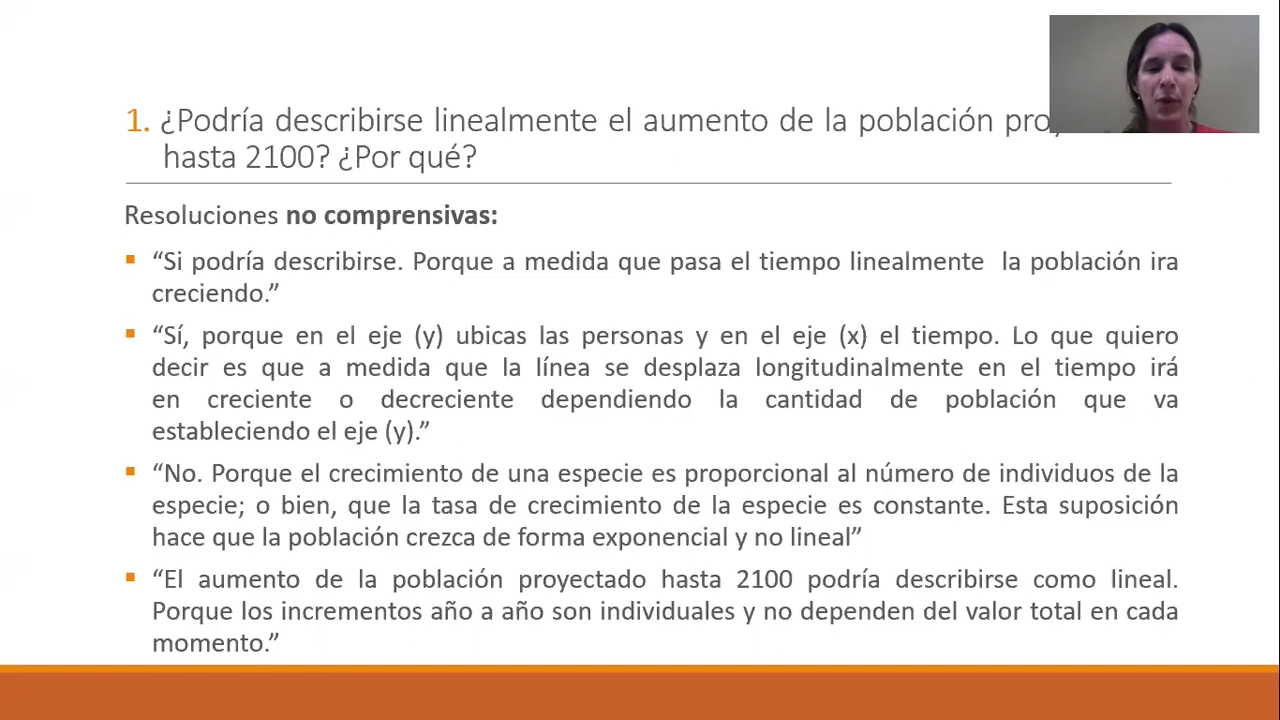 1. ¿Podría describirse linealmente el aumento de la población
hasta 2100? ¿Por qué?
Resoluciones no comprensivas:
▪ “Si podría describirse. Porque a medida que pasa el tiempo linealmente la población ira
creciendo.”
▪ “Sí, porque en el eje (y) ubicas las personas y en el eje (x) el tiempo. Lo que quiero
decir es que a medida que la línea se desplaza longitudinalmente en el tiempo irá
en creciente o decreciente dependiendo la cantidad de población que va
estableciendo el eje (y).”
▪ “No. Porque el crecimiento de una especie es proporcional al número de individuos de la
especie; o bien, que la tasa de crecimiento de la especie es constante. Esta suposición
hace que la población crezca de forma exponencial y no lineal”
▪ “El aumento de la población proyectado hasta 2100 podría describirse como lineal.
Porque los incrementos año a año son individuales y no dependen del valor total en cada
momento.”